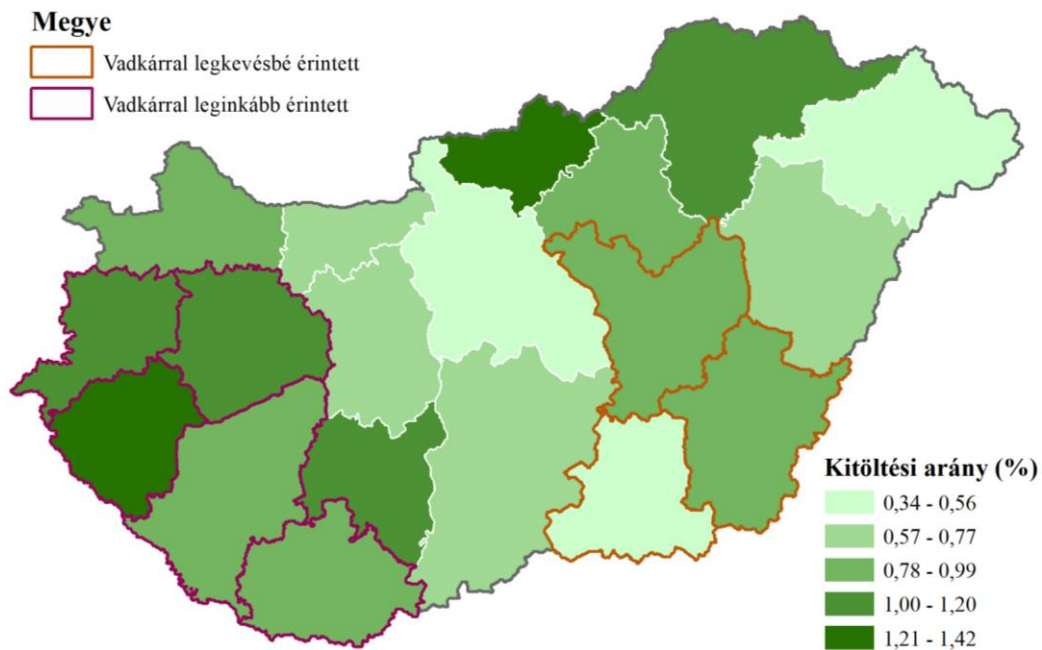 Megye
Vadkárral legkevésbé érintett
Vadkárral leginkább érintett
Kitöltési arány (%)
0,34 - 0,56
0,57 - 0,77
0,78 - 0,99
1,00 - 1,20
1,21 - 1,42